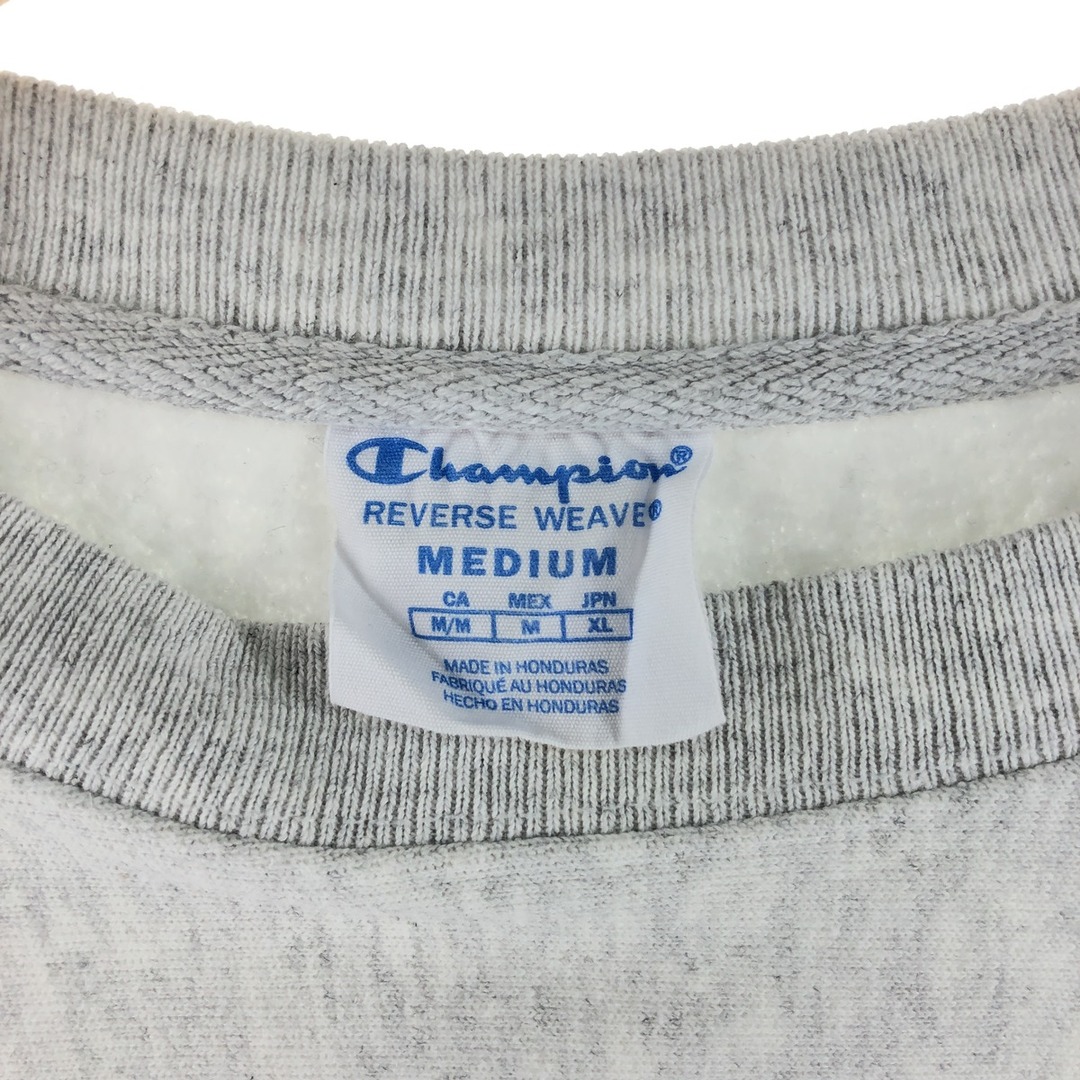 Champion®
REVERSE WEAVE®
MEDIUM
CA MEX JPN
M/M M XL
MADE IN HONDURAS
FABRIQUÉ AU HONDURAS
HECHO EN HONDURAS